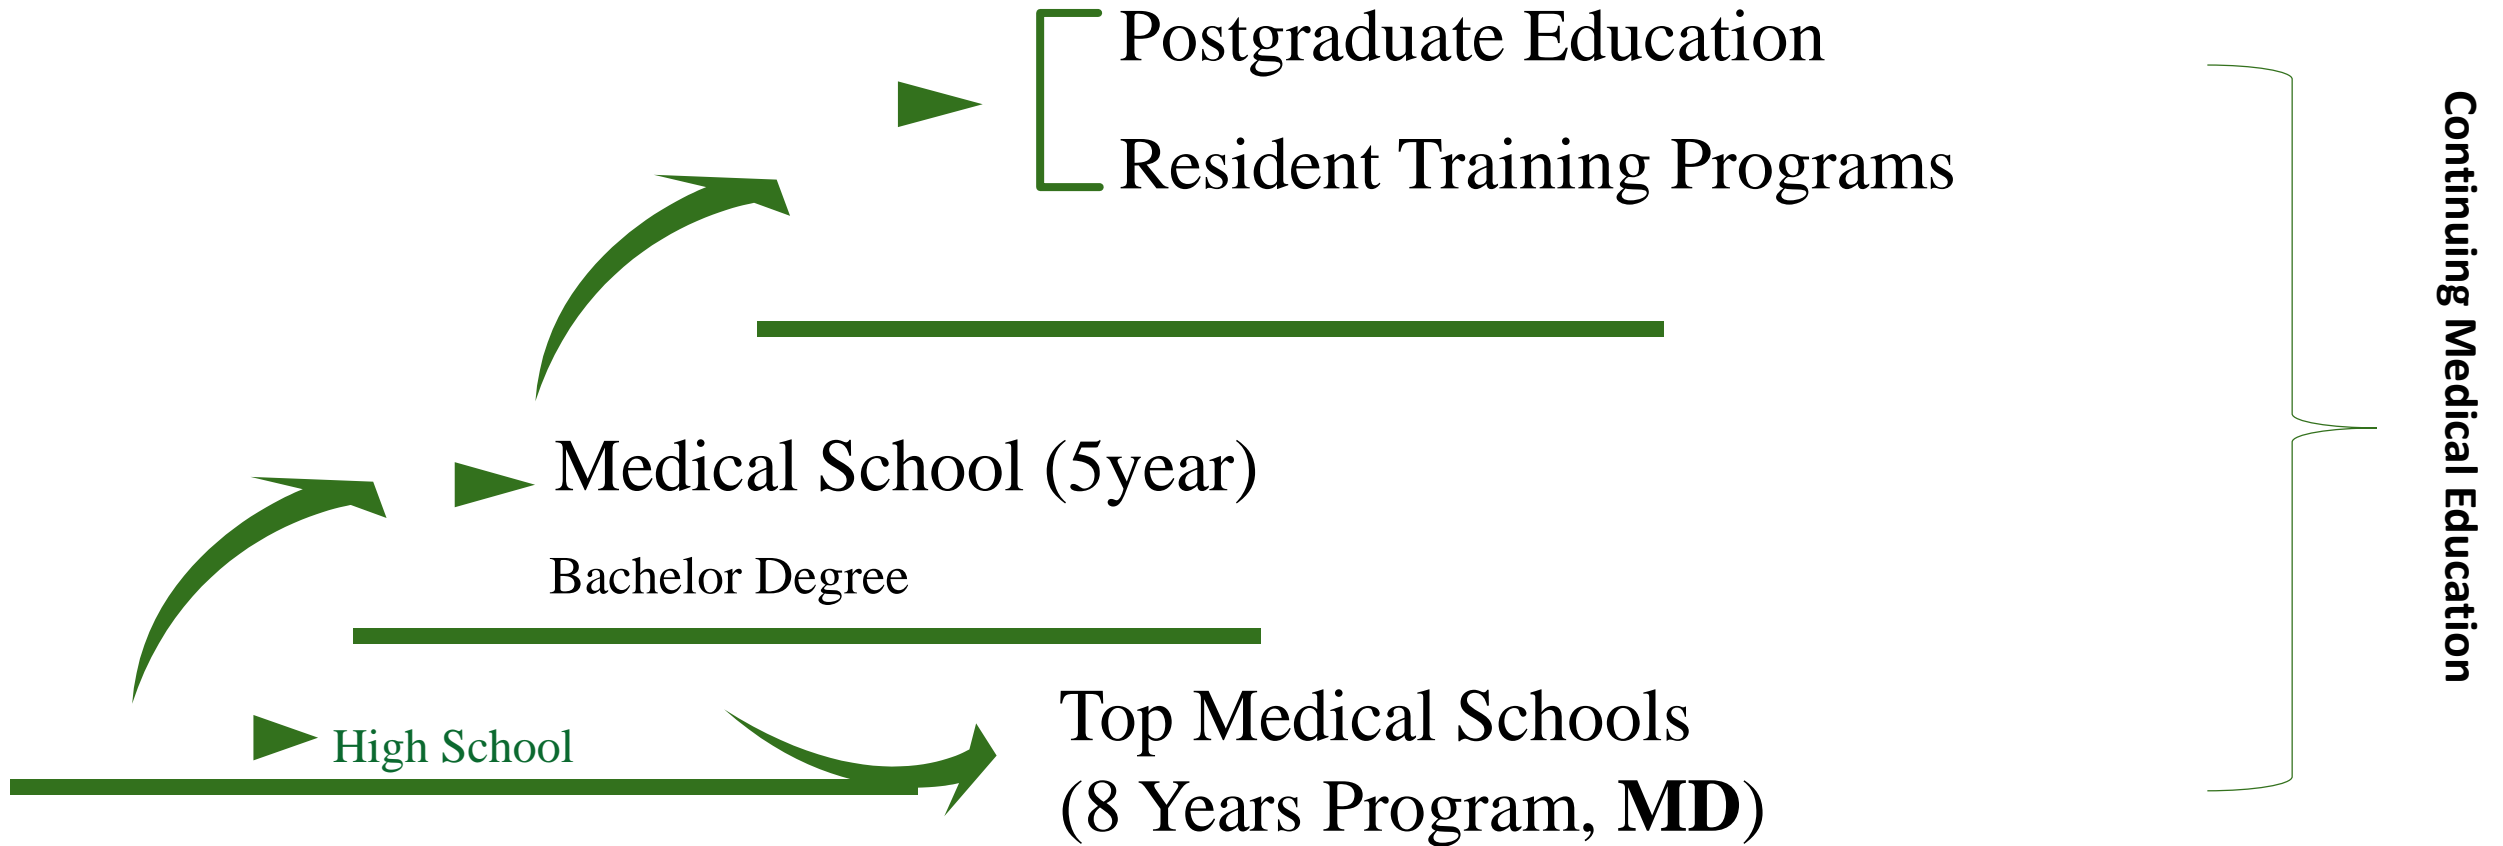 Postgraduate Education
Resident Training Programs
Medical School (5year)
Bachelor Degree
High School
Top Medical Schools
(8 Years Program, MD)
Continuing Medical Education